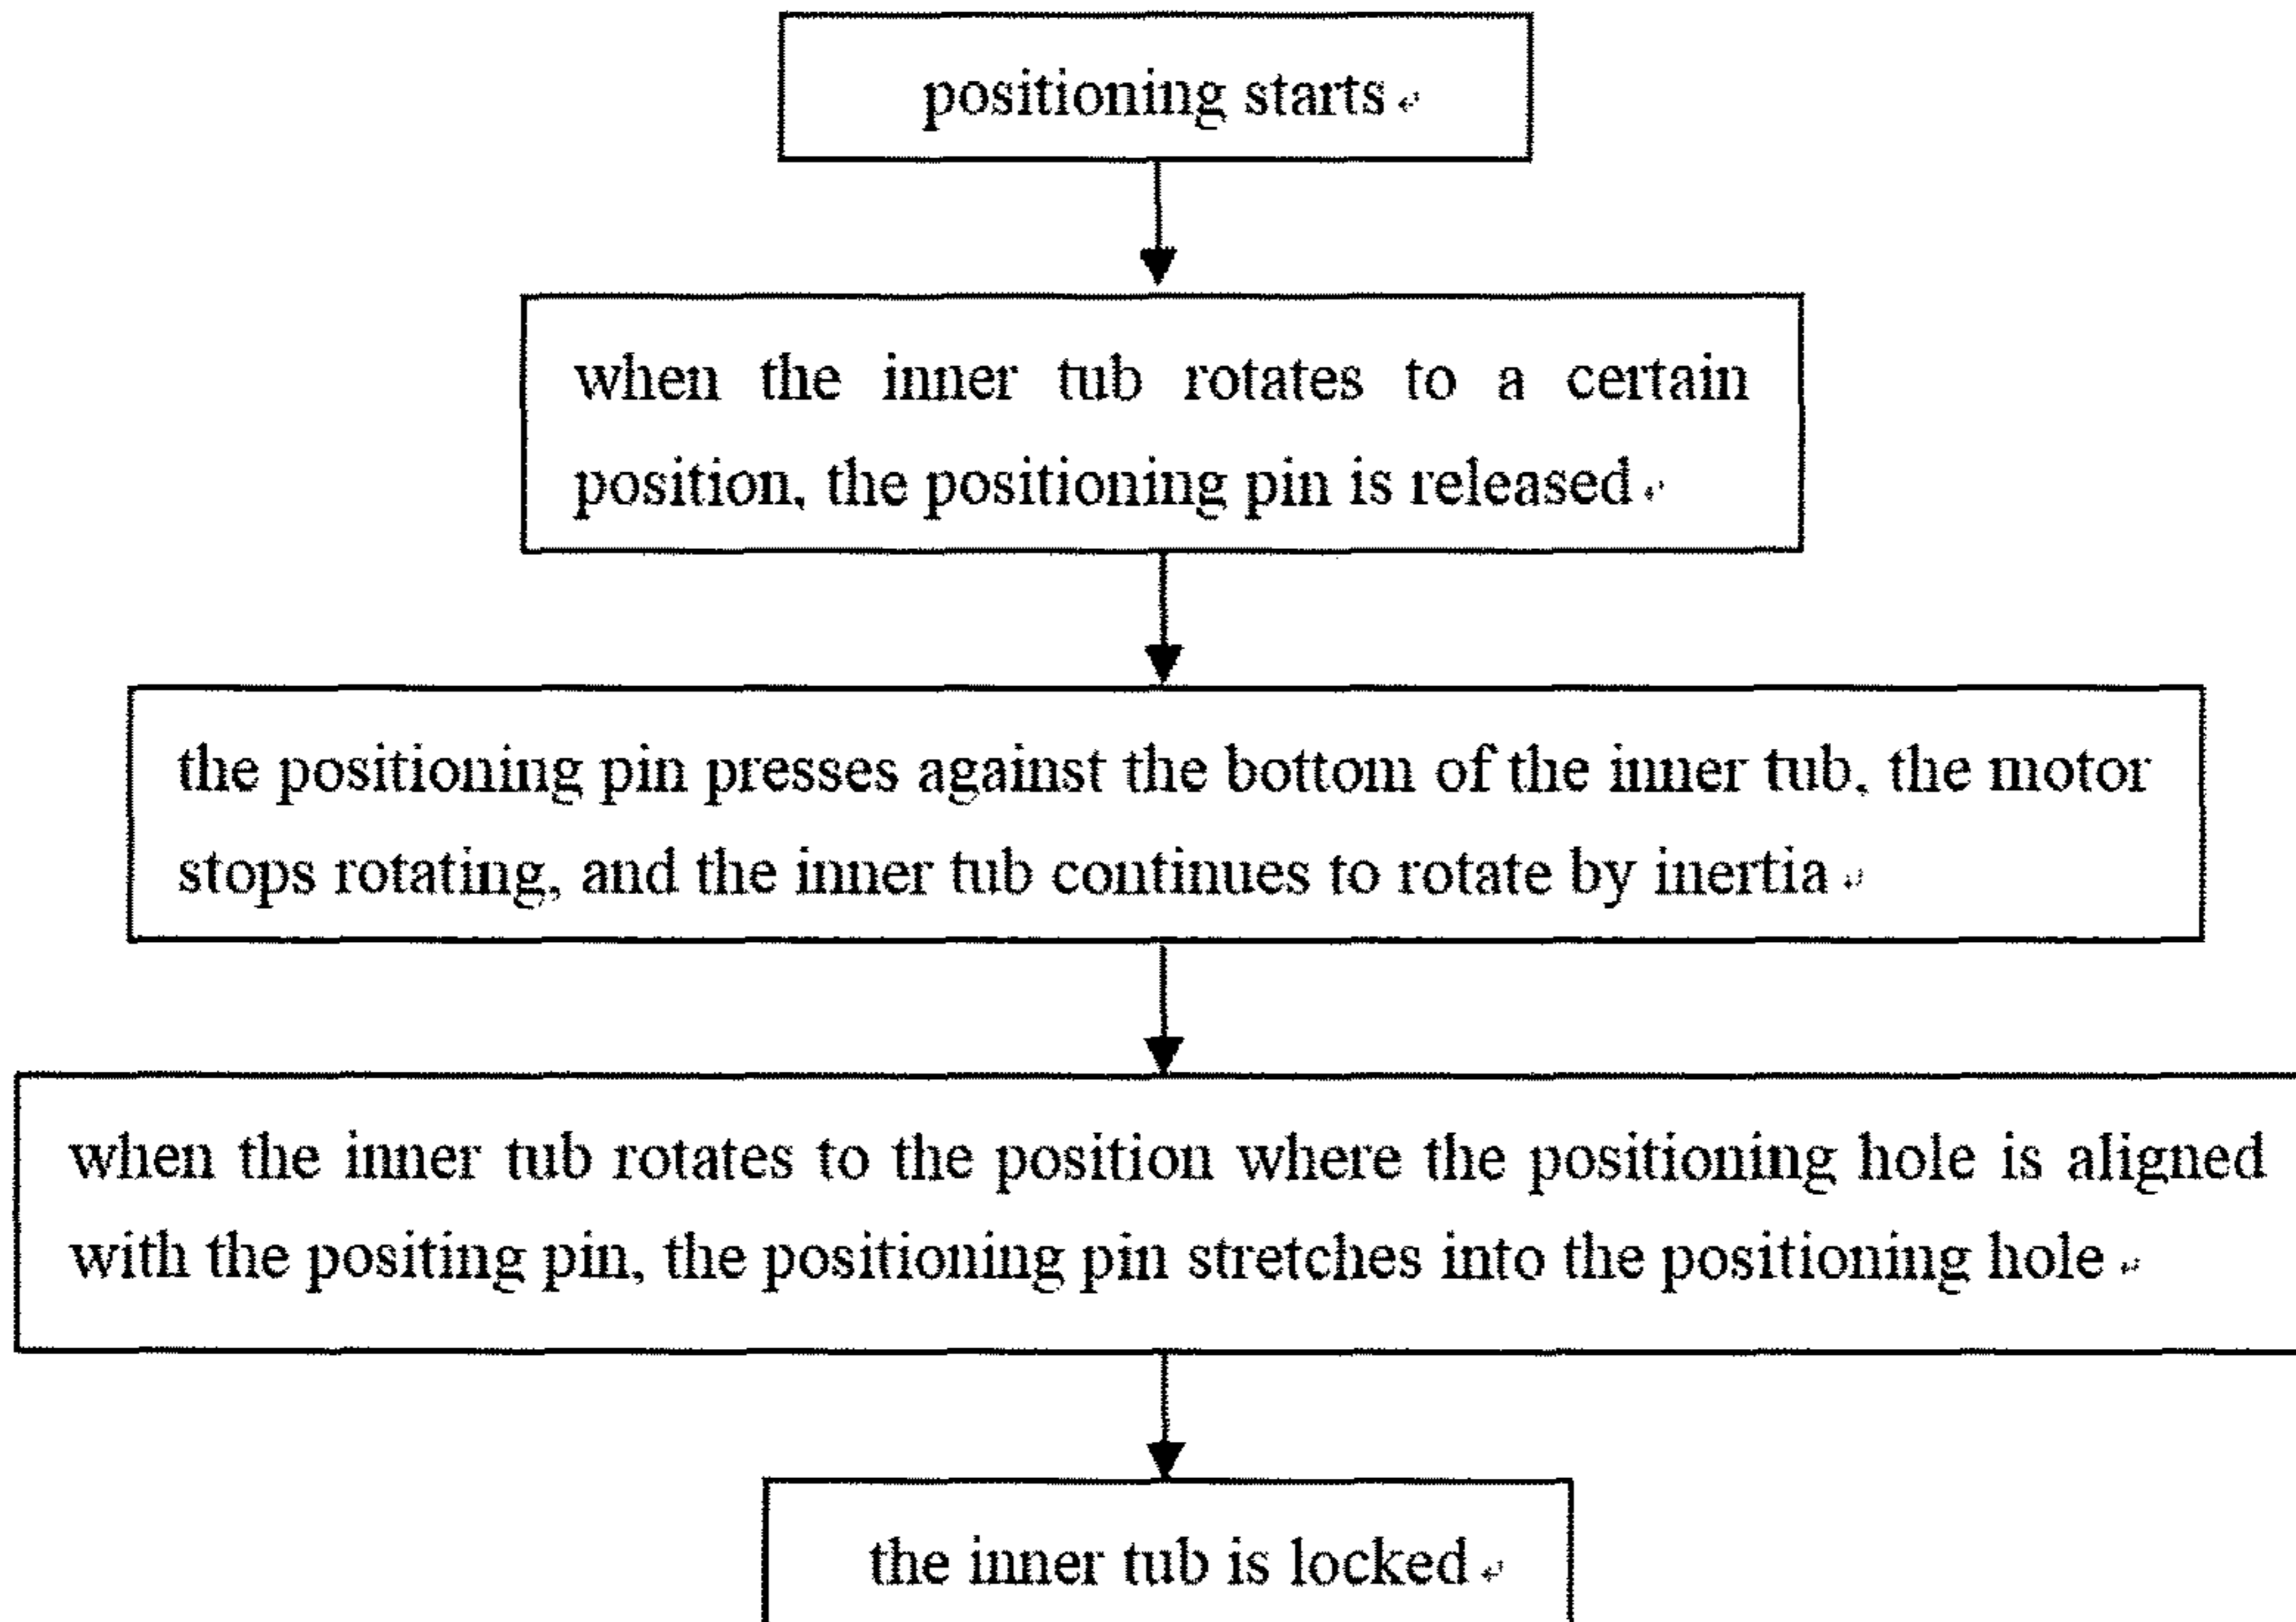 positioning starts
when the inner tub rotates to a certain
position, the positioning pin is released
the positioning pin presses against the bottom of the inner tub, the motor
stops rotating, and the inner tub continues to rotate by inertia
when the inner tub rotates to the position where the positioning hole is aligned
with the positing pin, the positioning pin stretches into the positioning hole
the inner tub is locked